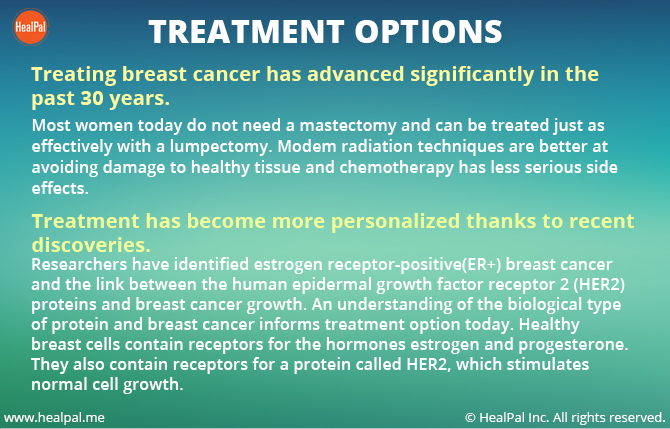 HealPal
TREATMENT OPTIONS
Treating breast cancer has advanced significantly in the
past 30 years.
Most women today do not need a mastectomy and can be treated just as
effectively with a lumpectomy. Modem radiation techniques are better at
avoiding damage to healthy tissue and chemotherapy has less serious side
effects.
Treatment has become more personalized thanks to recent
discoveries.
Researchers have identified estrogen receptor-positive(ER+) breast cancer
and the link between the human epidermal growth factor receptor 2 (HER2)
proteins and breast cancer growth. An understanding of the biological type
of protein and breast cancer informs treatment option today. Healthy
breast cells contain receptors for the hormones estrogen and progesterone.
They also contain receptors for a protein called HER2, which stimulates
normal cell growth.
www.healpal.me
© HealPal Inc. All rights reserved.